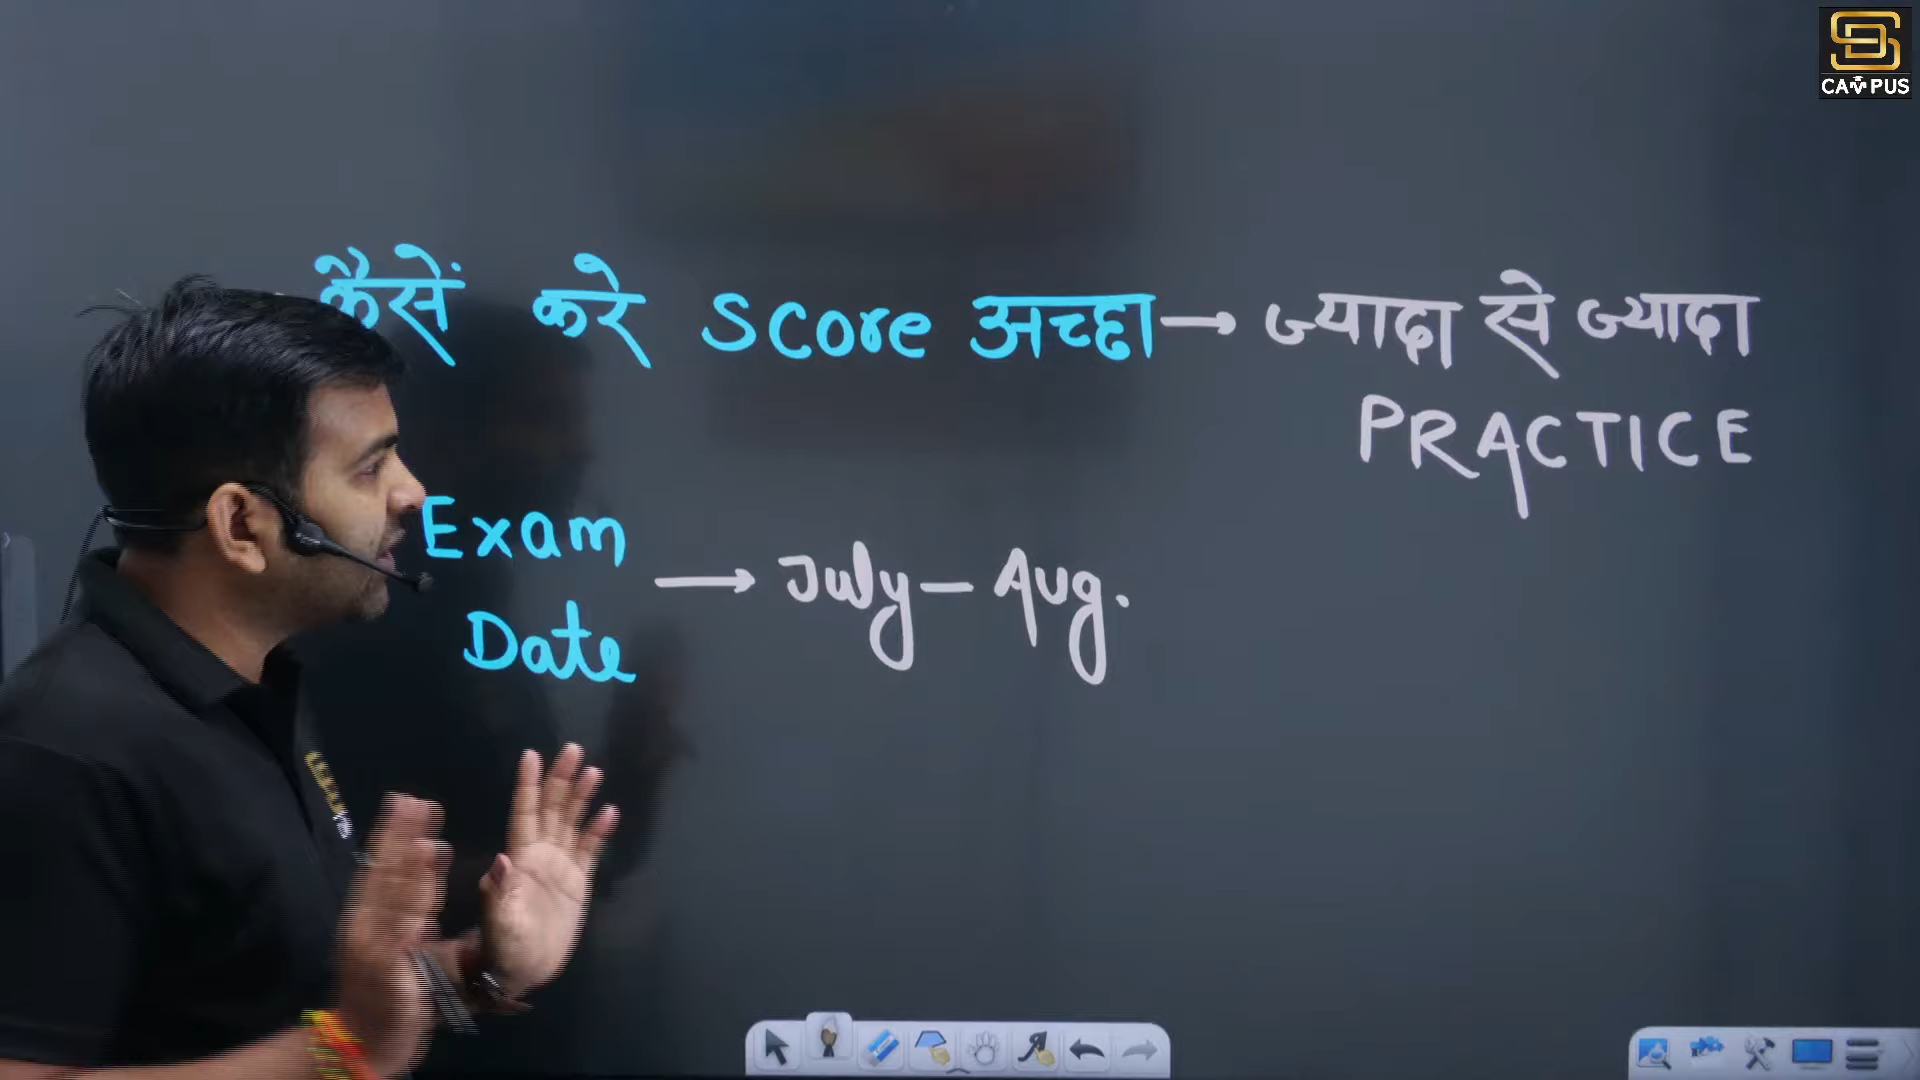 CAMPUS
कैसें करे Score अच्छा → ज्यादा से ज्यादा
PRACTICE
Exam
Date → July - Aug.